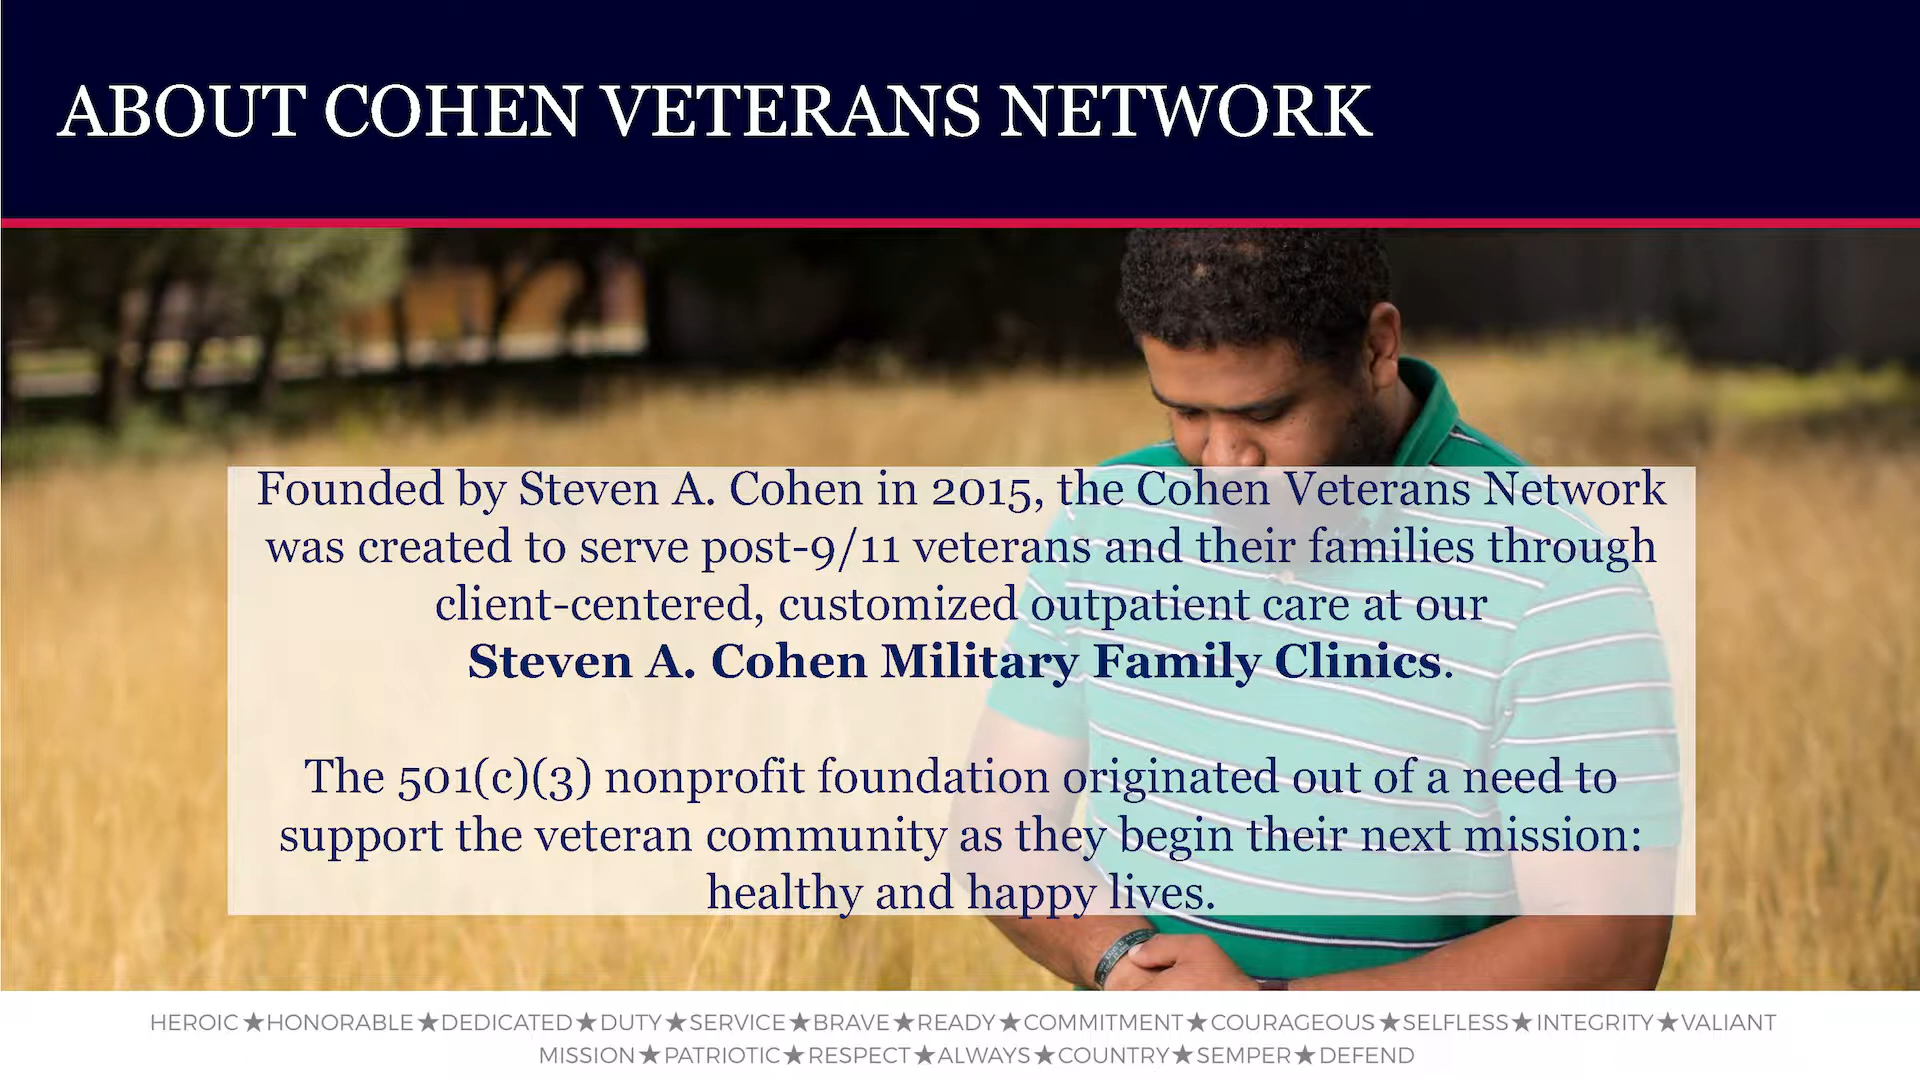 ABOUT COHEN VETERANS NETWORK
Founded by Steven A. Cohen in 2015, the Cohen Veterans Network
was created to serve post-9/11 veterans and their families through
client-centered, customized outpatient care at our
Steven A. Cohen Military Family Clinics.
The 501(c)(3) nonprofit foundation originated out of a need to
support the veteran community as they begin their next mission:
healthy and happy lives.
HEROIC★HONORABLE★DEDICATED★DUTY★SERVICE★BRAVE★READY★COMMITMENT★COURAGEOUS★SELFLESS★INTEGRITY★VALIANT
MISSION★PATRIOTIC★RESPECT★ALWAYS★COUNTRY★SEMPER★DEFEND